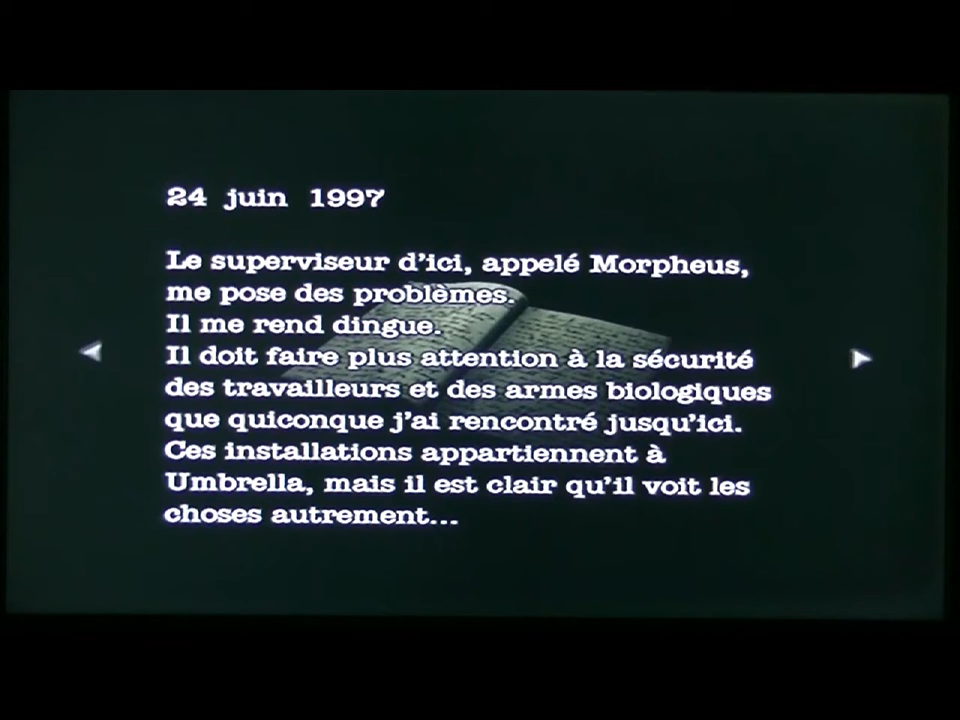 24 juin 1997
Le superviseur d'ici, appelé Morpheus,
me pose des problèmes.
Il me rend dingue.
Il doit faire plus attention à la sécurité
des travailleurs et des armes biologiques
que quiconque j'ai rencontré jusqu'ici.
Ces installations appartiennent à
Umbrella, mais il est clair qu'il voit les
choses autrement...